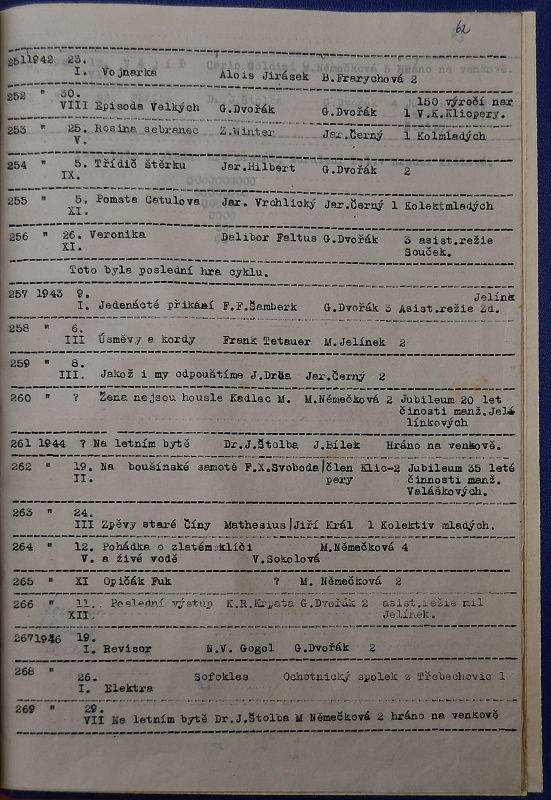 62
251 1942 23.
I. Vojnarka Alois Jirásek B.Frarychová 2
252 " 30.
VIII Episoda Velkých G.Dvořák G.Dvořák 1 150 výročí nar
V.K.Klicpery.
253 " 25. Rosina sebranec Z.Winter Jar.Černý 1 Kolmladých
V.
254 " 5. Třídič štěrku Jar.Hilbert G.Dvořák 2
IX.
255 " 5. Pomsta Catulova Jar. Vrchlický Jar.Černý 1 Kolektmladých
XI.
256 " 26. Veronika Dalibor Faltus G.Dvořák 3 asist.režie
XI. Souček.
Toto byla poslední hra cyklu.
257 1943 9. Jelínk
I. Jedenácté přikání F.F.Šamberk G.Dvořák 3 Asist.režie Zd.
258 " 6.
III Úsměvy a kordy Frank Tetauer M.Jelínek 2
259 " 8.
III. Jakož i my odpouštíme J.Drda Jar.Černý 2
260 " ? Žena nejsou housle Kadlec M. M.Němečková 2 Jubileum 20 let
činosti manž.Jel
línkových
261 1944 ? Na letním bytě Dr.J.Štolba J.Bílek Hráno na venkově.
262 " 19. Na boušínské samotě F.X.Svoboda člen Klic-2 Jubileum 35 leté
II. pery činnosti manž.
Valáškových.
263 " 24.
III Zpěvy staré Číny Mathesius Jiří Král 1 Kolektiv mladých.
264 " 12. Pohádka o zlatém klíči M.Němečková 4
V. a živé vodě V.Sokolová
265 " XI Opičák Fuk ? M. Němečková 2
266 " 11. Poslední výstup K.R.Krpata G.Dvořák 2 asist.režie mil
XII. Jelínek.
267 1946 19.
I. Revisor N.V. Gogol G.Dvořák 2
268 " 26. Sofokles Ochotnický spolek z Třebechovic 1
I. Elektra
269 " 29.
VII Na letním bytě Dr.J.Štolba M Němečková 2 hráno na venkově